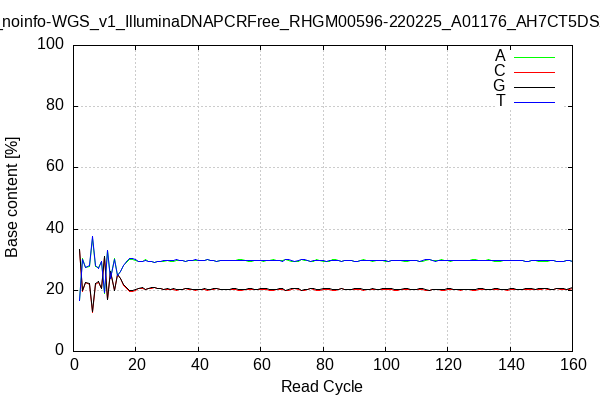 _noinfo-WGS_v1_IlluminaDNAPCRFree_RHGM00596-220225_A01176_AH7CT5DS
Base content [%]
100
80
60
40
20
0
A
C
G
T
0 20 40 60 80 100 120 140 160
Read Cycle